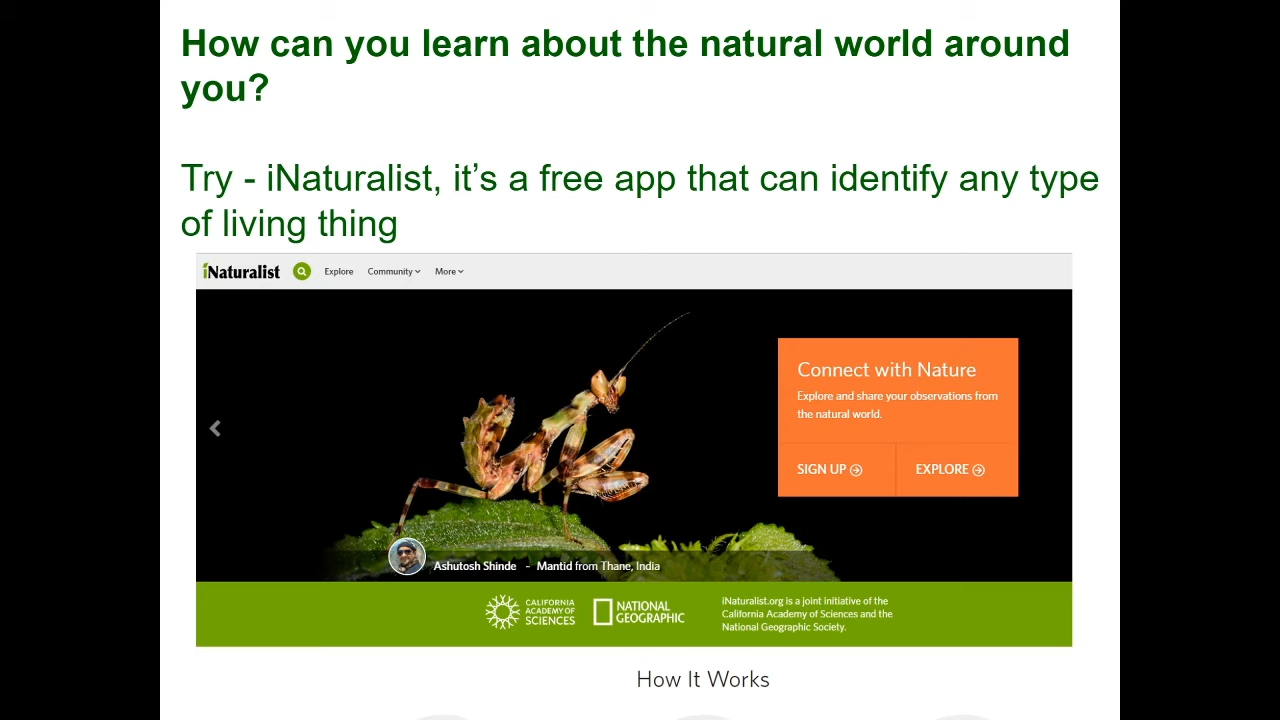 How can you learn about the natural world around
you?
Try - iNaturalist, it’s a free app that can identify any type
of living thing
iNaturalist Explore Community More
Connect with Nature
Explore and share your observations from
the natural world.
SIGN UP EXPLORE
Ashutosh Shinde - Mantid from Thane, India
CALIFORNIA
ACADEMY OF
SCIENCES
NATIONAL
GEOGRAPHIC
iNaturalist.org is a joint initiative of the
California Academy of Sciences and the
National Geographic Society.
How It Works